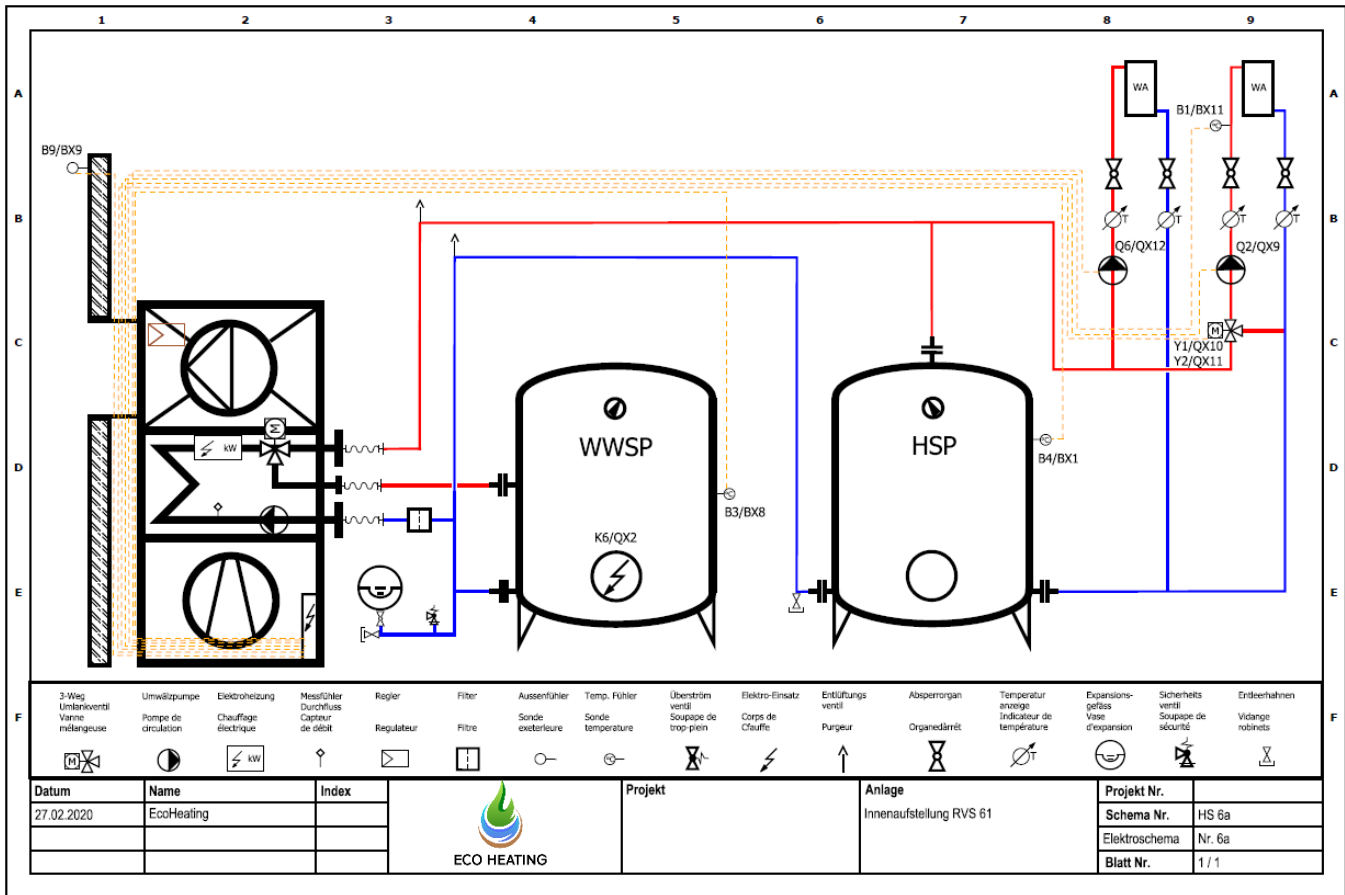 1 2 3 4 5 6 7 8 9
A A
WA WA
B1/BX11
B9/BX9
B B
T T T T
Q6/QX12 Q2/QX9
C C
M
Y1/QX10
Y2/QX11
M
kW
WWSP HSP
D D
B4/BX1
B3/BX8
K6/QX2
E E
F F
3-Weg
Umlankventil
Vanne
mélangeuse
M
Umwälzpumpe
Pompe de
circulation
Elektroheizung
Chauffage
électrique
kW
Messfühler
Durchfluss
Capteur
de débit
Regler
Regulateur
Filter
Filtre
Aussenfühler
Sonde
exeterieure
Temp. Fühler
Sonde
temperature
Überström
ventil
Soupape de
trop-plein
Elektro-Einsatz
Corps de
Cfauffe
Entlüftungs
ventil
Purgeur
Absperrorgan
Organedàrrét
Temperatur
anzeige
Indicateur de
température
T
Expansions-
gefäss
Vase
d'expansion
Sicherheits
ventil
Soupape de
sécurité
Entleerhahnen
Vidange
robinets
Datum Name Index
27.02.2020 EcoHeating
ECO HEATING
Projekt
Anlage
Innenaufstellung RVS 61
Projekt Nr.
Schema Nr. HS 6a
Elektroschema Nr. 6a
Blatt Nr. 1 / 1